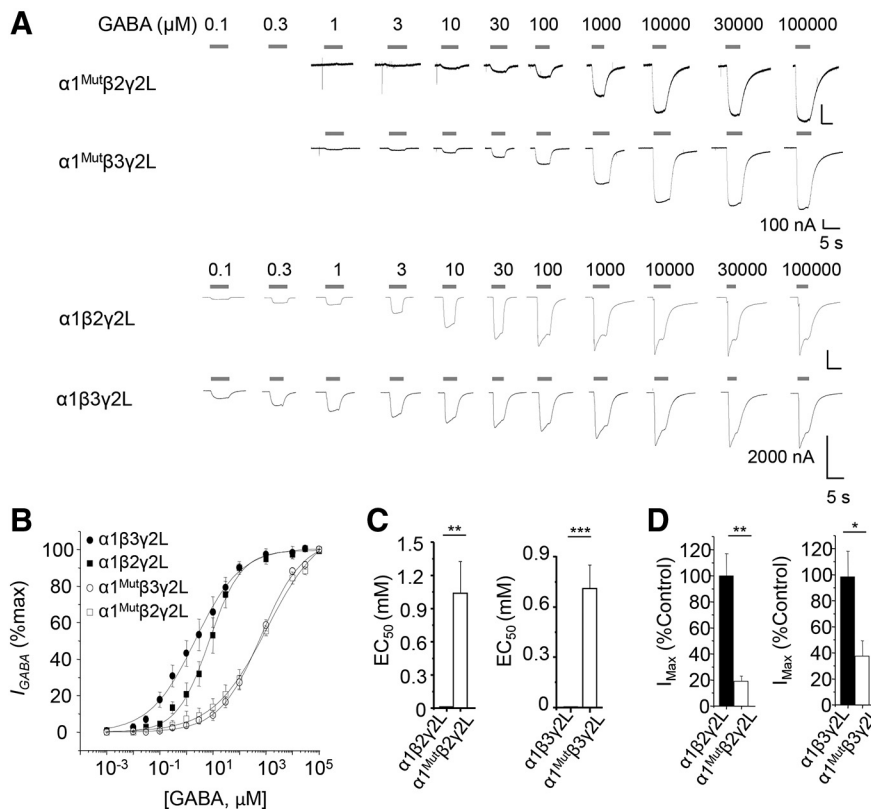 A
GABA (µM) 0.1 0.3 1 3 10 30 100 1000 10000 30000 100000
α1ᴹᵘᵗβ2γ2L
α1ᴹᵘᵗβ3γ2L
100 nA
5 s
0.1 0.3 1 3 10 30 100 1000 10000 30000 100000
α1β2γ2L
α1β3γ2L
2000 nA
5 s
B
α1β3γ2L
α1β2γ2L
α1ᴹᵘᵗβ3γ2L
α1ᴹᵘᵗβ2γ2L
I_GABA (%max)
100
80
60
40
20
0
10⁻³ 10⁻¹ 10¹ 10³ 10⁵
[GABA, µM]
C
**
EC₅₀ (mM)
1.5
1.2
0.9
0.6
0.3
0.0
α1β2γ2L
α1ᴹᵘᵗβ2γ2L
***
EC₅₀ (mM)
0.9
0.6
0.3
0.0
α1β3γ2L
α1ᴹᵘᵗβ3γ2L
D
**
I_Max (%Control)
120
100
80
60
40
20
0
α1β2γ2L
α1ᴹᵘᵗβ2γ2L
*
I_Max (%Control)
120
100
80
60
40
20
0
α1β3γ2L
α1ᴹᵘᵗβ3γ2L